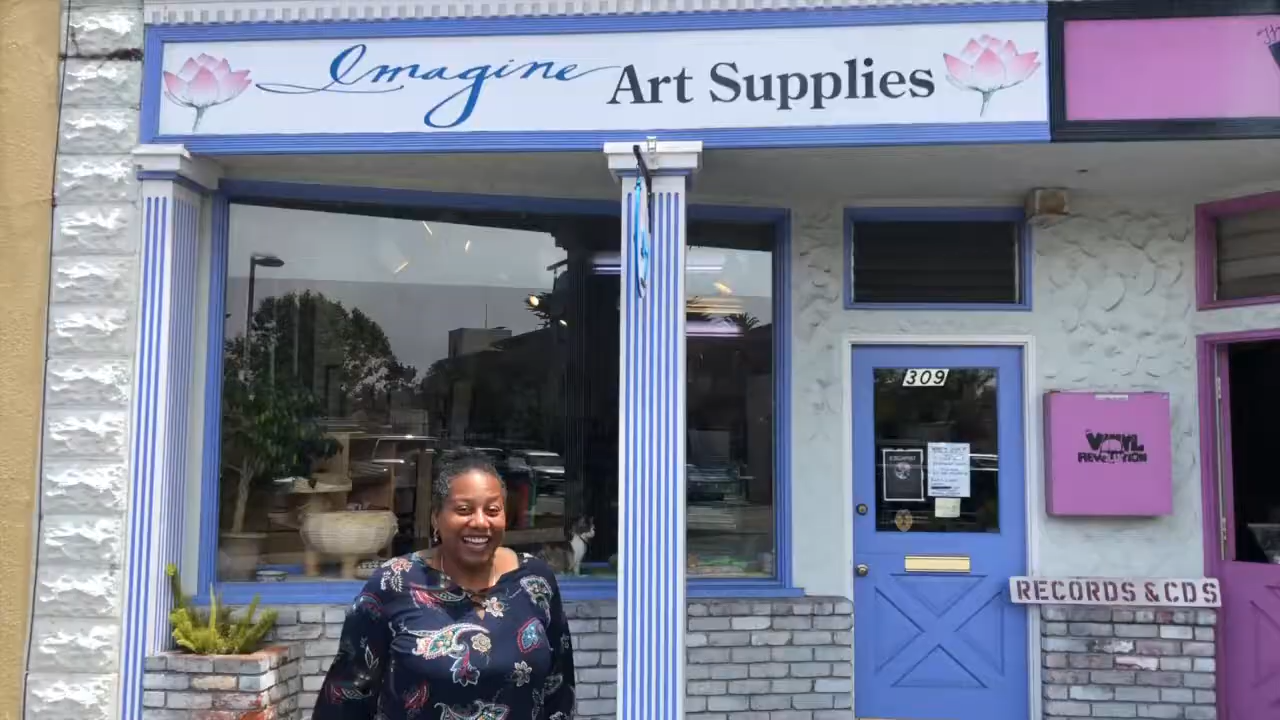 Imagine Art Supplies
309
VINYL
REVOLUTION
RECORDS & CDS